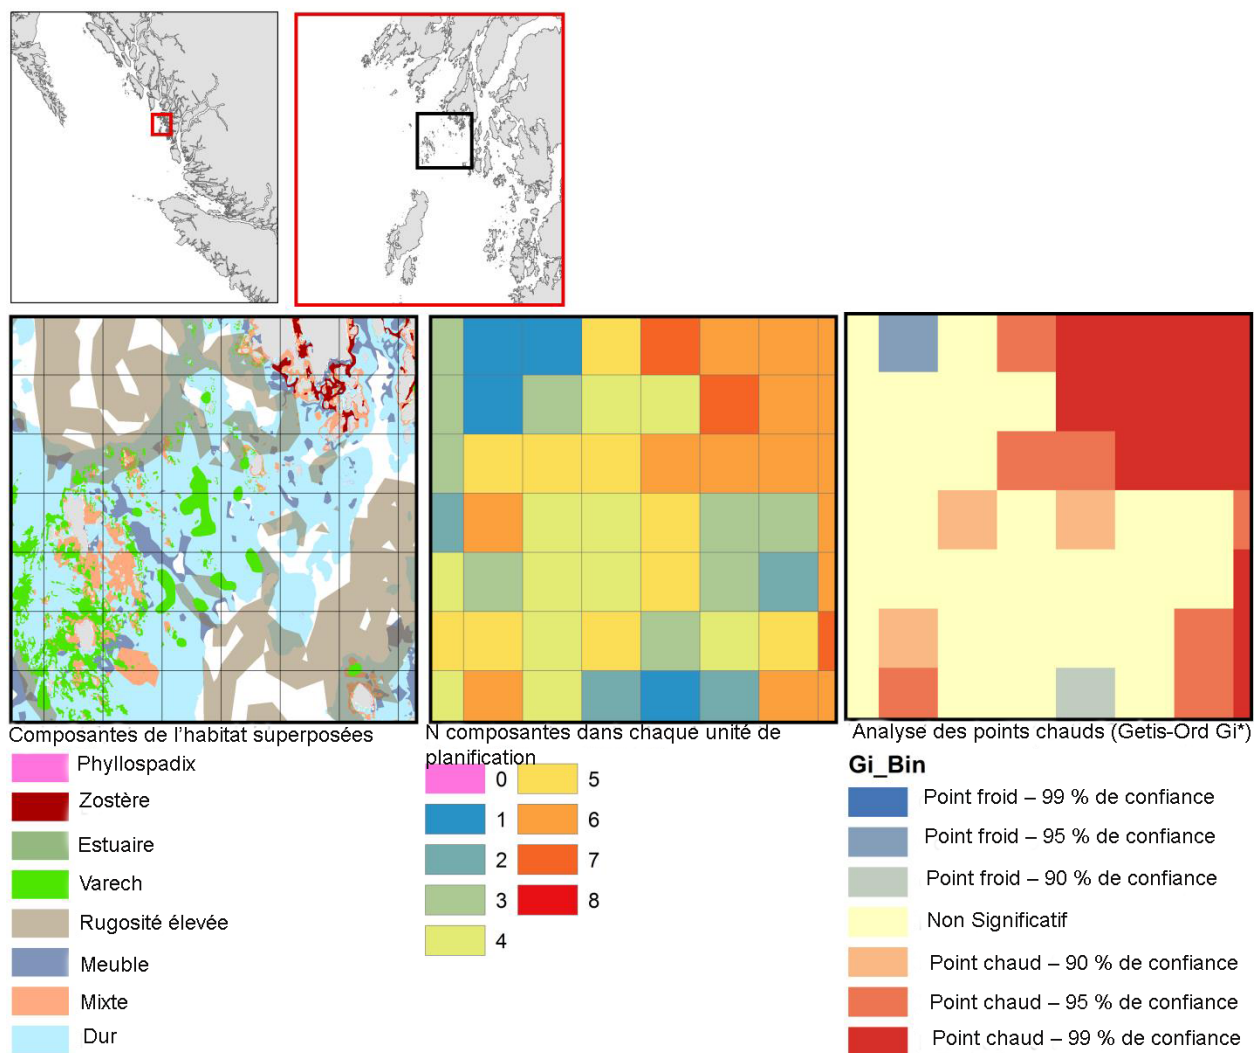 Composantes de l'habitat superposées
Phyllospadix
Zostère
Estuaire
Varech
Rugosité élevée
Meuble
Mixte
Dur
N composantes dans chaque unité de
planification
0
1
2
3
4
5
6
7
8
Analyse des points chauds (Getis-Ord Gi*)
Gi_Bin
Point froid – 99 % de confiance
Point froid – 95 % de confiance
Point froid – 90 % de confiance
Non Significatif
Point chaud – 90 % de confiance
Point chaud – 95 % de confiance
Point chaud – 99 % de confiance